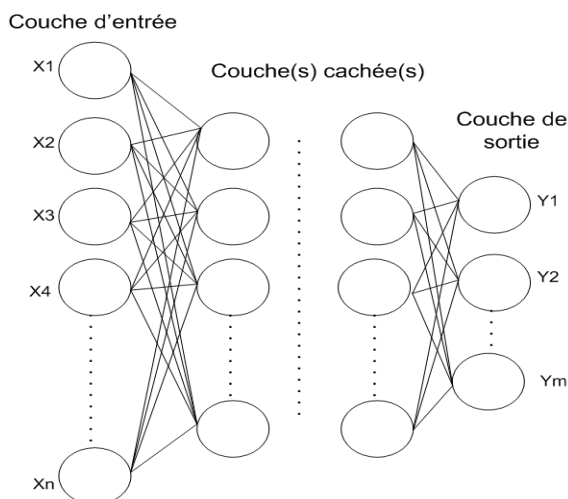 Couche d'entrée
X1
Couche(s) cachée(s)
X2
Couche de
sortie
X3
Y1
X4
Y2
Ym
Xn